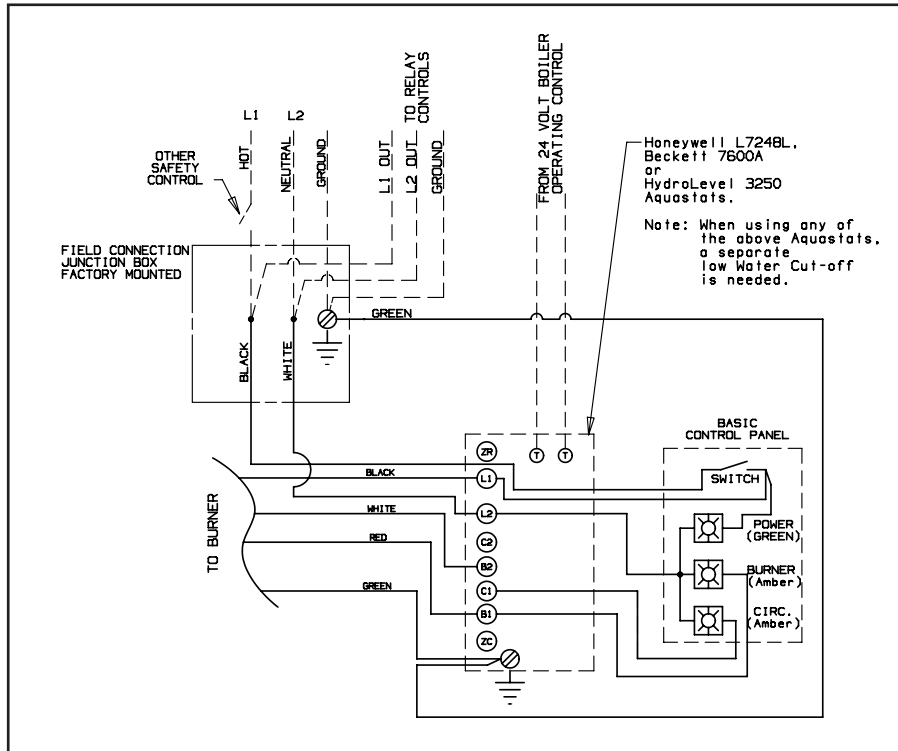 L1
L2
HOT
NEUTRAL
GROUND
L1 OUT
L2 OUT
GROUND
TO RELAY
CONTROLS
FROM 24 VOLT BOILER
OPERATING CONTROL
OTHER
SAFETY
CONTROL
Honeywell L7248L,
Beckett 7600A
or
HydroLevel 3250
Aquastats.
Note: When using any of
the above Aquastats,
a separate
low Water Cut-off
is needed.
FIELD CONNECTION
JUNCTION BOX
FACTORY MOUNTED
GREEN
BLACK
WHITE
BASIC
CONTROL PANEL
ZR
T
T
BLACK
L1
SWITCH
WHITE
L2
POWER
(GREEN)
RED
C2
TO BURNER
B2
BURNER
(Amber)
GREEN
C1
B1
CIRC.
(Amber)
ZC